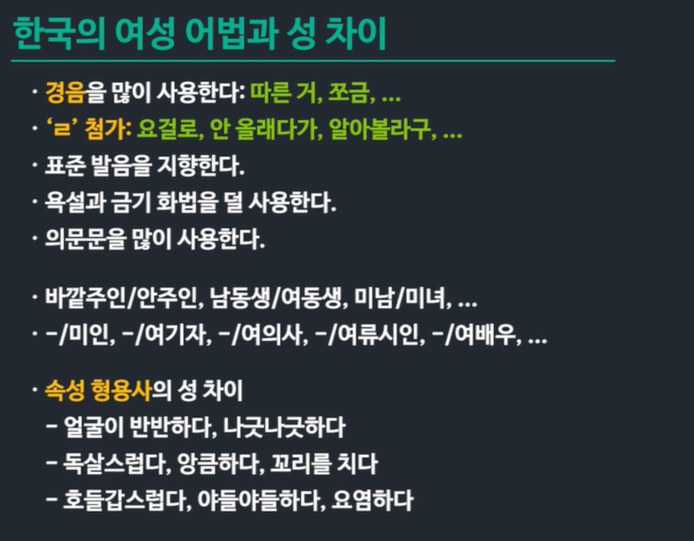 한국의 여성 어법과 성 차이
· 경음을 많이 사용한다: 따른 거, 쪼금, ...
· ‘ㄹ’ 첨가: 요걸로, 안 올래다가, 알아볼라구, ...
· 표준 발음을 지향한다.
· 욕설과 금기 화법을 덜 사용한다.
· 의문문을 많이 사용한다.
· 바깥주인/안주인, 남동생/여동생, 미남/미녀, ...
· -/미인, -/여기자, -/여의사, -/여류시인, -/여배우, ...
· 속성 형용사의 성 차이
- 얼굴이 반반하다, 나긋나긋하다
- 독살스럽다, 앙큼하다, 꼬리를 치다
- 호들갑스럽다, 야들야들하다, 요염하다